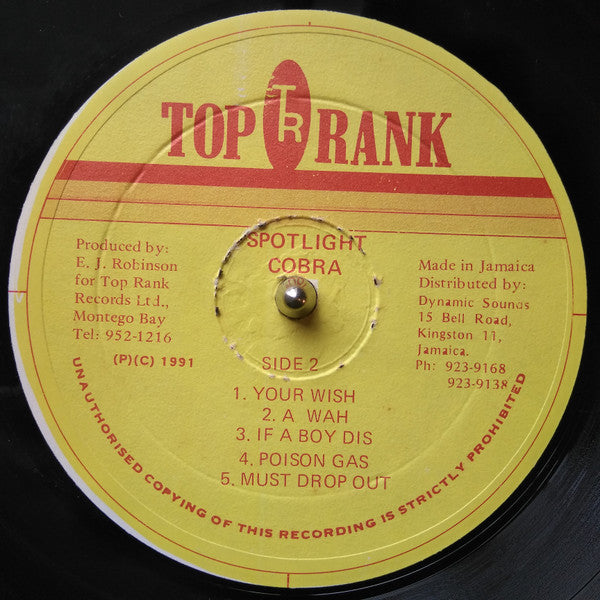 TOP TR RANK
SPOTLIGHT
COBRA
Produced by:
E. J. Robinson
for Top Rank
Records Ltd.,
Montego Bay
Tel: 952-1216
(P)(C) 1991
Made in Jamaica
Distributed by:
Dynamic Sounds
15 Bell Road,
Kingston 11,
Jamaica.
Ph: 923-9168
923-9138
SIDE 2
1. YOUR WISH
2. A WAH
3. IF A BOY DIS
4. POISON GAS
5. MUST DROP OUT
UNAUTHORISED COPYING OF THIS RECORDING IS STRICTLY PROHIBITED